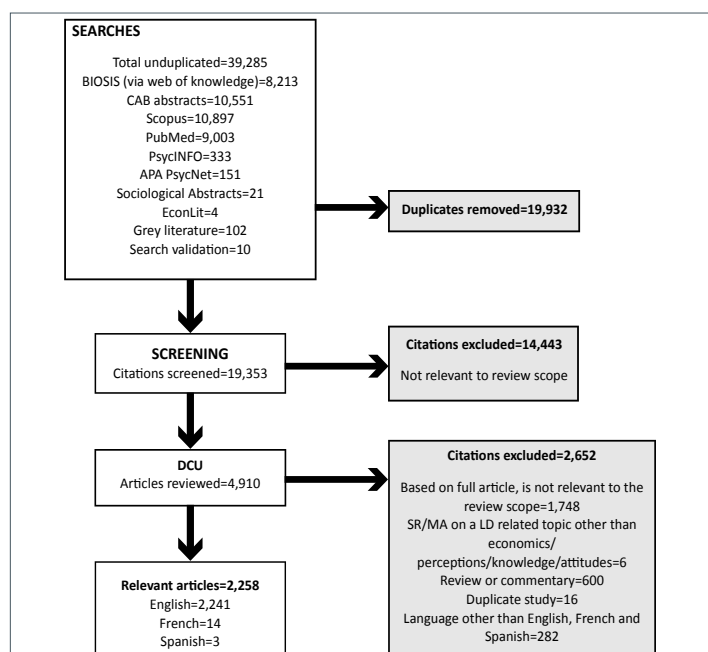 SEARCHES
Total unduplicated=39,285
BIOSIS (via web of knowledge)=8,213
CAB abstracts=10,551
Scopus=10,897
PubMed=9,003
PsycINFO=333
APA PsycNet=151
Sociological Abstracts=21
EconLit=4
Grey literature=102
Search validation=10
Duplicates removed=19,932
SCREENING
Citations screened=19,353
Citations excluded=14,443
Not relevant to review scope
DCU
Articles reviewed=4,910
Citations excluded=2,652
Based on full article, is not relevant to the
review scope=1,748
SR/MA on a LD related topic other than
economics/
perceptions/knowledge/attitudes=6
Review or commentary=600
Duplicate study=16
Language other than English, French and
Spanish=282
Relevant articles=2,258
English=2,241
French=14
Spanish=3